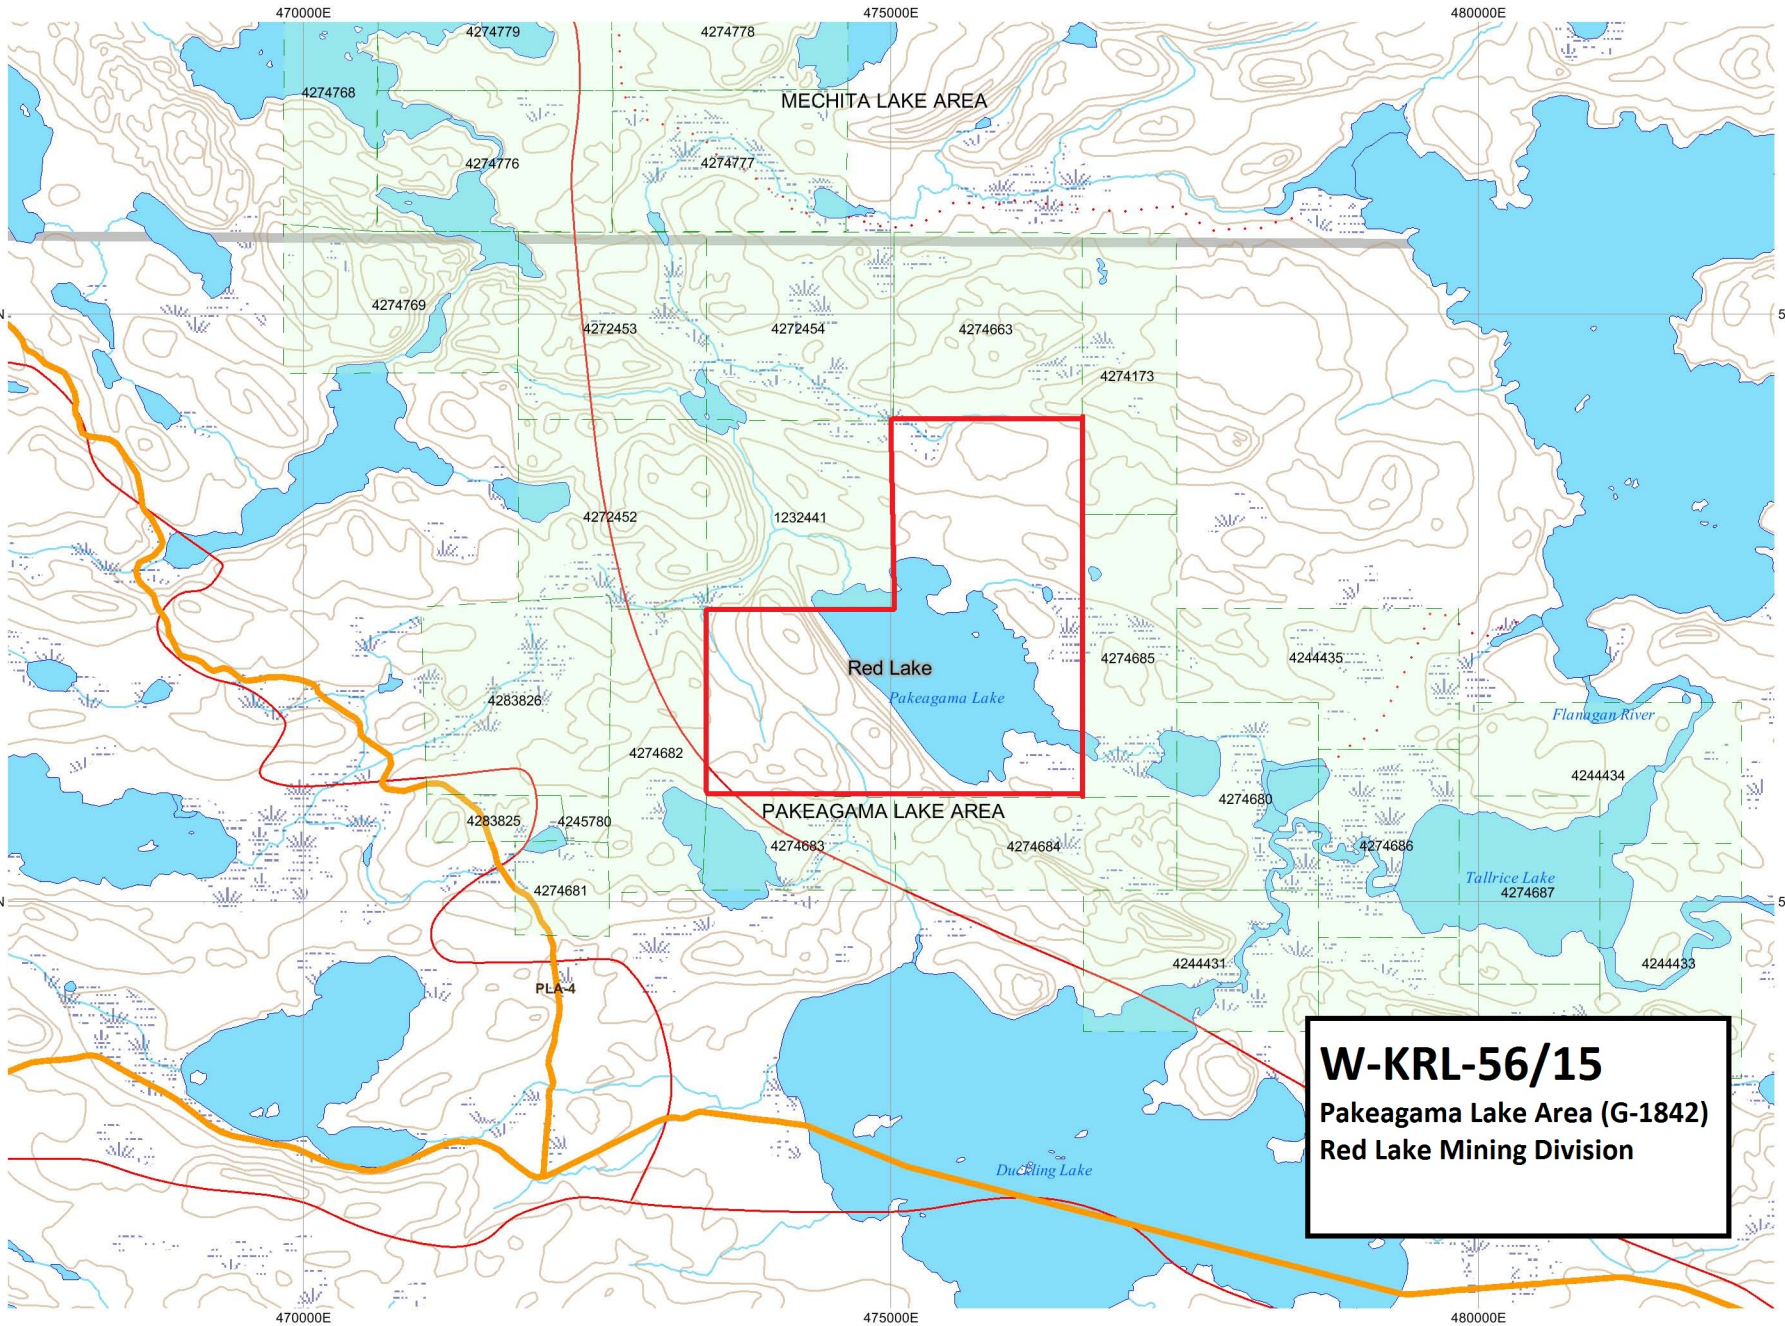 470000E
475000E
480000E
4274779
4274778
4274768
MECHITA LAKE AREA
4274776
4274777
4274769
N
5
4272453
4272454
4274663
4274173
4272452
1232441
4274685
4244435
Red Lake
Pakeagama Lake
4283826
Flanagan River
4274682
4244434
4274680
PAKEAGAMA LAKE AREA
4283825
4245780
4274683
4274684
4274686
Tallrice Lake
4274681
4274687
N
5
4244431
4244433
PLA-4
W-KRL-56/15
Pakeagama Lake Area (G-1842)
Red Lake Mining Division
Duckling Lake
470000E
475000E
480000E